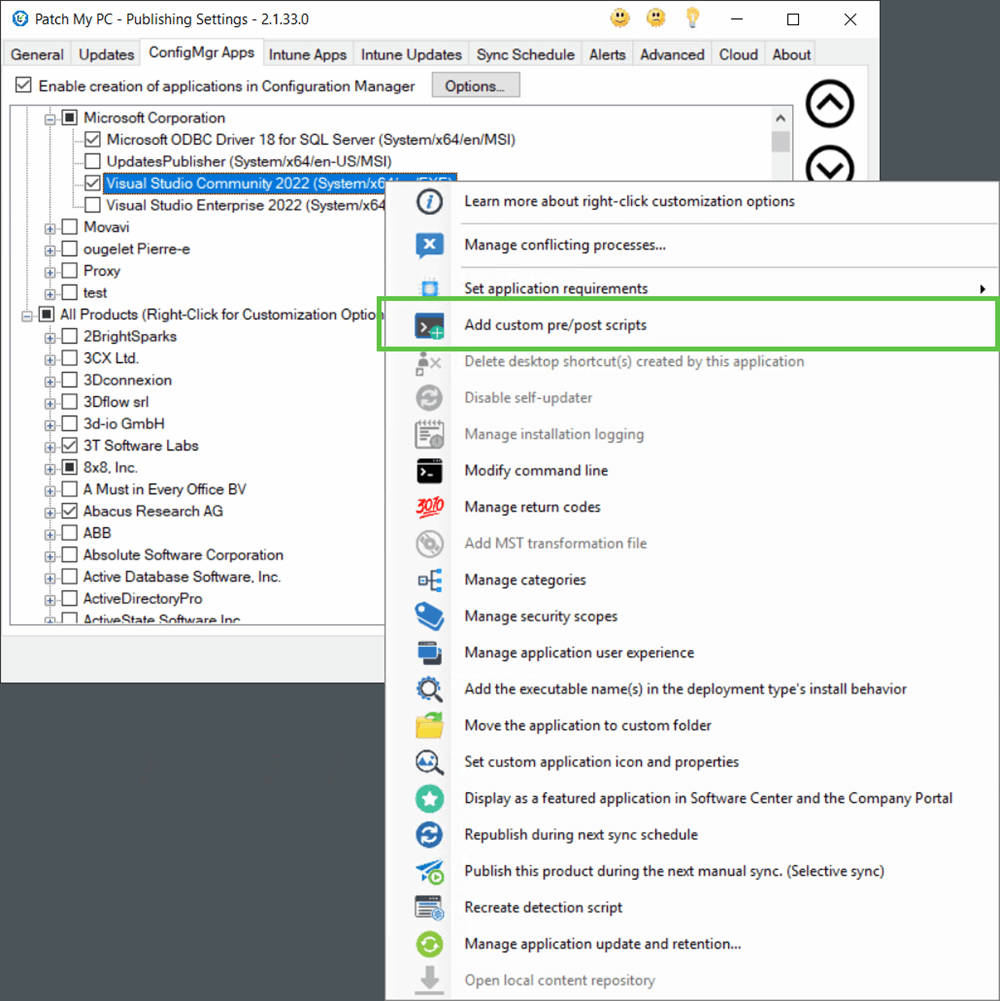 Patch My PC - Publishing Settings - 2.1.33.0
General Updates ConfigMgr Apps Intune Apps Intune Updates Sync Schedule Alerts Advanced Cloud About
Enable creation of applications in Configuration Manager Options...
Microsoft Corporation
Microsoft ODBC Driver 18 for SQL Server (System/x64/en/MSI)
UpdatesPublisher (System/x64/en-US/MSI)
Visual Studio Community 2022 (System/x64/en/EXE)
Visual Studio Enterprise 2022 (System/x64
Movavi
ougelet Pierre-e
Proxy
test
All Products (Right-Click for Customization Option
2BrightSparks
3CX Ltd.
3Dconnexion
3Dflow srl
3d-io GmbH
3T Software Labs
8x8, Inc.
A Must in Every Office BV
Abacus Research AG
ABB
Absolute Software Corporation
Active Database Software, Inc.
ActiveDirectoryPro
ActiveState Software Inc
Learn more about right-click customization options
Manage conflicting processes...
Set application requirements
Add custom pre/post scripts
Delete desktop shortcut(s) created by this application
Disable self-updater
Manage installation logging
Modify command line
3010 Manage return codes
Add MST transformation file
Manage categories
Manage security scopes
Manage application user experience
Add the executable name(s) in the deployment type's install behavior
Move the application to custom folder
Set custom application icon and properties
Display as a featured application in Software Center and the Company Portal
Republish during next sync schedule
Publish this product during the next manual sync. (Selective sync)
Recreate detection script
Manage application update and retention...
Open local content repository